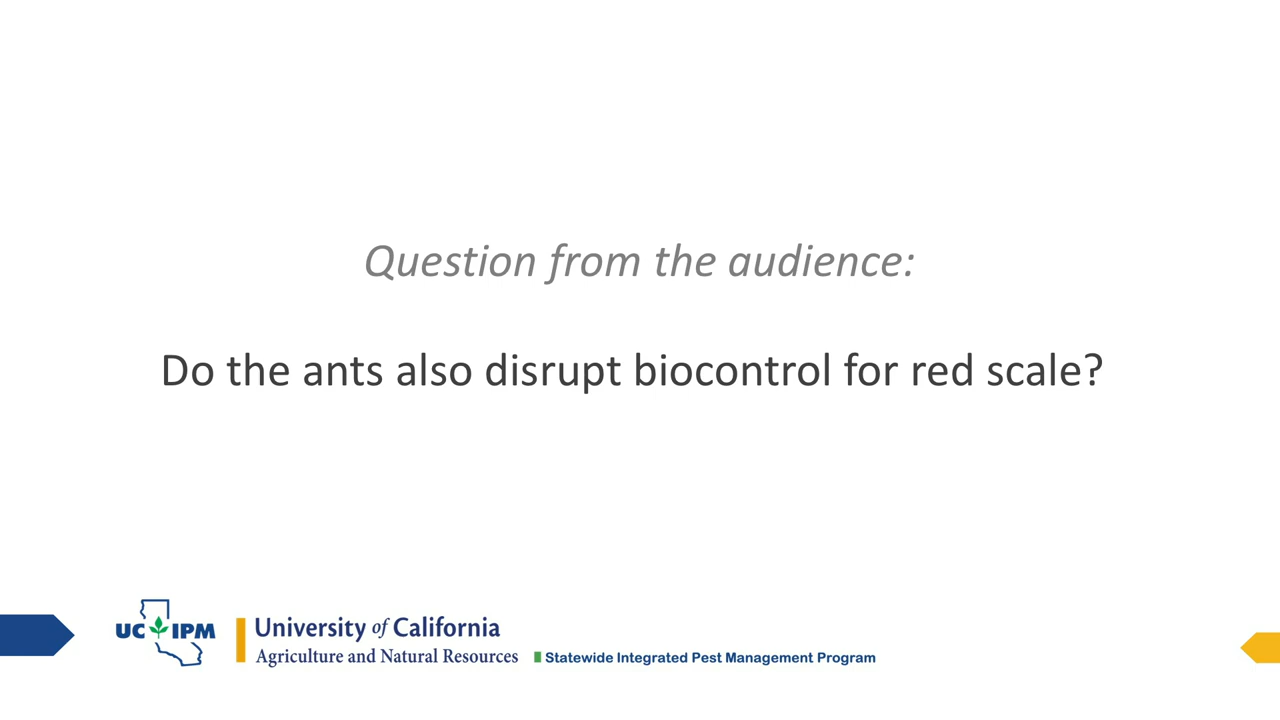 Question from the audience:
Do the ants also disrupt biocontrol for red scale?
UC IPM
University of California
Agriculture and Natural Resources
Statewide Integrated Pest Management Program